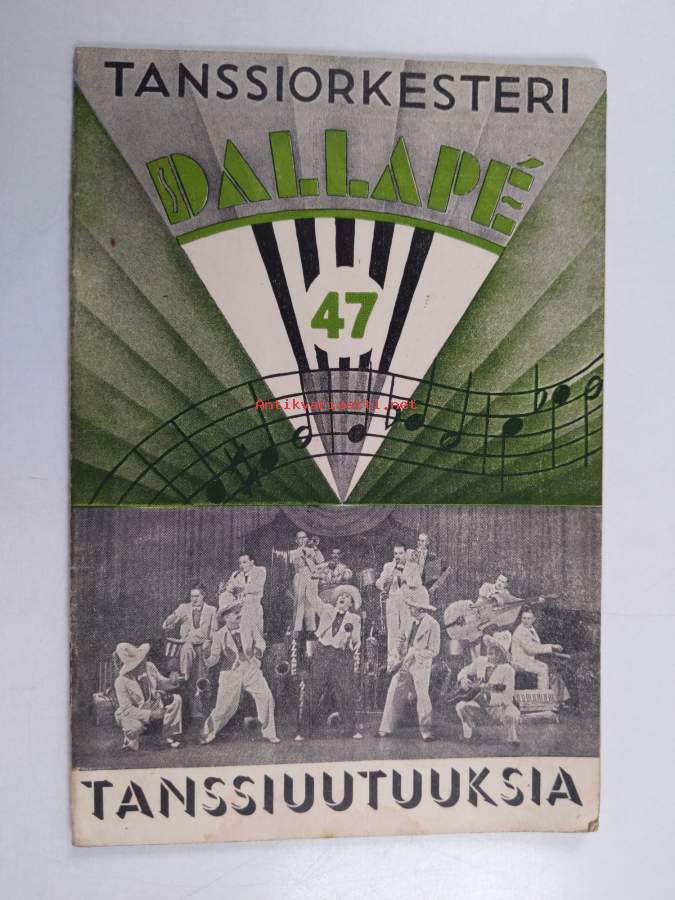 TANSSIORKESTERI
DALLAPÉ
47
Antikvariaatti.net
TANSSIUUTUUKSIA